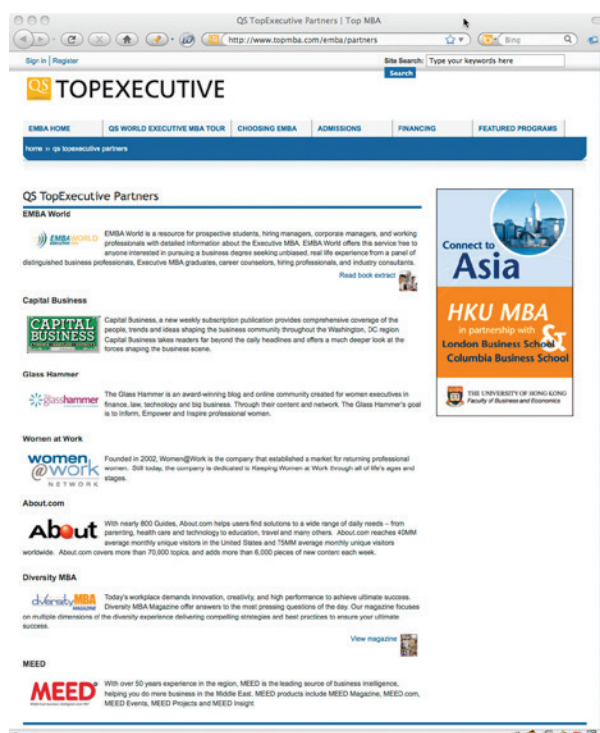 QS TopExecutive Partners | Top MBA
http://www.topmba.com/emba/partners
Bing
Sign in | Register
Site Search: Type your keywords here
Search
QS TOPEXECUTIVE
EMBA HOME
QS WORLD EXECUTIVE MBA TOUR
CHOOSING EMBA
ADMISSIONS
FINANCING
FEATURED PROGRAMS
home » qs topexecutive partners
QS TopExecutive Partners
EMBA World
EMBAWORLD
EMBA World is a resource for prospective students, hiring managers, corporate managers, and working
professionals with detailed information about the Executive MBA. EMBA World offers this service free to
anyone interested in pursuing a business degree seeking unbiased, real life experience from a panel of
distinguished business professionals, Executive MBA graduates, career counselors, hiring professionals, and industry consultants.
Read book extract
Capital Business
CAPITAL
BUSINESS
Capital Business, a new weekly subscription publication provides comprehensive coverage of the
people, trends and ideas shaping the business community throughout the Washington, DC region
Capital Business takes readers far beyond the daily headlines and offers a much deeper look at the
forces shaping the business scene.
Glass Hammer
glasshammer
The Glass Hammer is an award-winning blog and online community created for women executives in
finance, law, technology and big business. Through their content and network. The Glass Hammer's goal
is to Inform, Empower and Inspire professional women.
Women at Work
women
@work
NETWORK
Founded in 2002, Women@Work is the company that established a market for returning professional
women. Still today, the company is dedicated to Keeping Women at Work through all of life's ages and
stages.
About.com
About
With nearly 800 Guides, About.com helps users find solutions to a wide range of daily needs – from
parenting, health care and technology to education, travel and many others. About.com reaches 40MM
average monthly unique visitors in the United States and 75MM average monthly unique visitors
worldwide. About.com covers more than 70,000 topics, and adds more than 6,000 pieces of new content each week.
Diversity MBA
diversityMBA
MAGAZINE
Today's workplace demands innovation, creativity, and high performance to achieve ultimate success.
Diversity MBA Magazine offer answers to the most pressing questions of the day. Our magazine focuses
on multiple dimensions of the diversity experience delivering compelling strategies and best practices to ensure your ultimate
success.
View magazine
MEED
MEED
With over 50 years experience in the region, MEED is the leading source of business intelligence,
helping you do more business in the Middle East. MEED products include MEED Magazine, MEED.com,
MEED Events, MEED Projects and MEED Insight
Connect to
Asia
HKU MBA
in partnership with
London Business School
&
Columbia Business School
THE UNIVERSITY OF HONG KONG
Faculty of Business and Economics